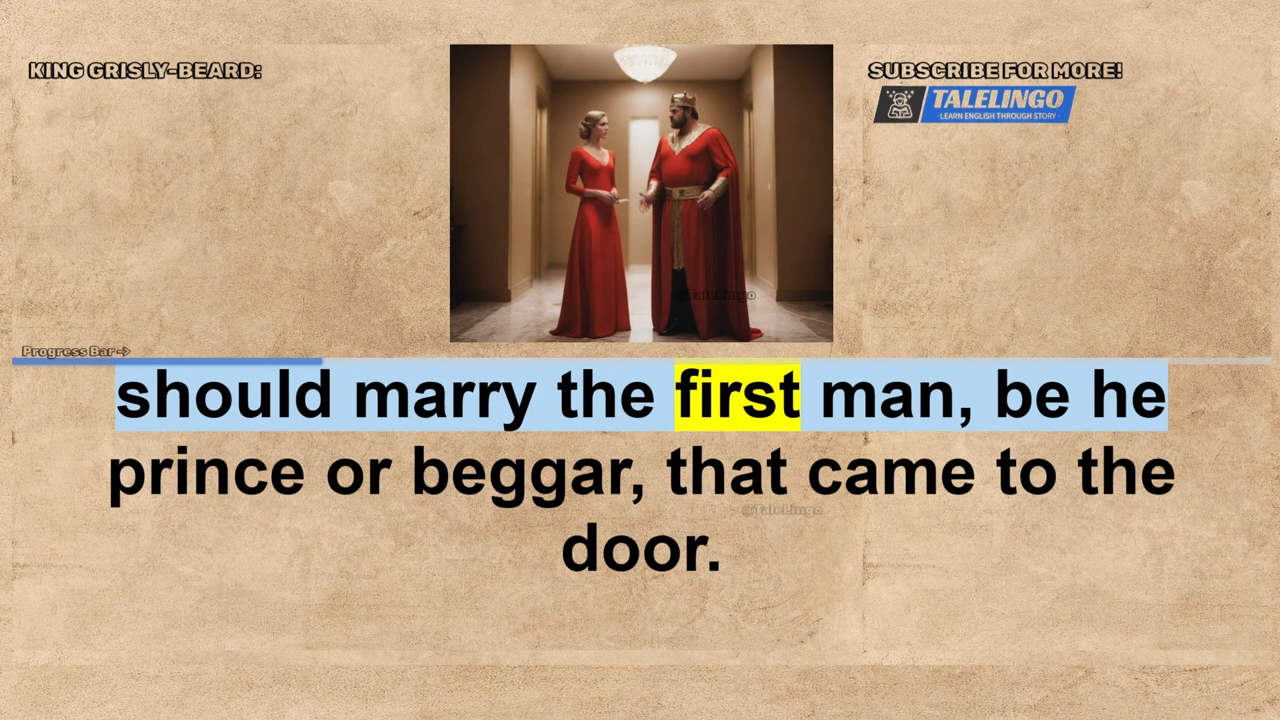 KING GRISLY-BEARD:
SUBSCRIBE FOR MORE!
TALELINGO
· LEARN ENGLISH THROUGH STORY ·
@TaleLingo
Progress Bar->
should marry the first man, be he
prince or beggar, that came to the
@TaleLingo
door.